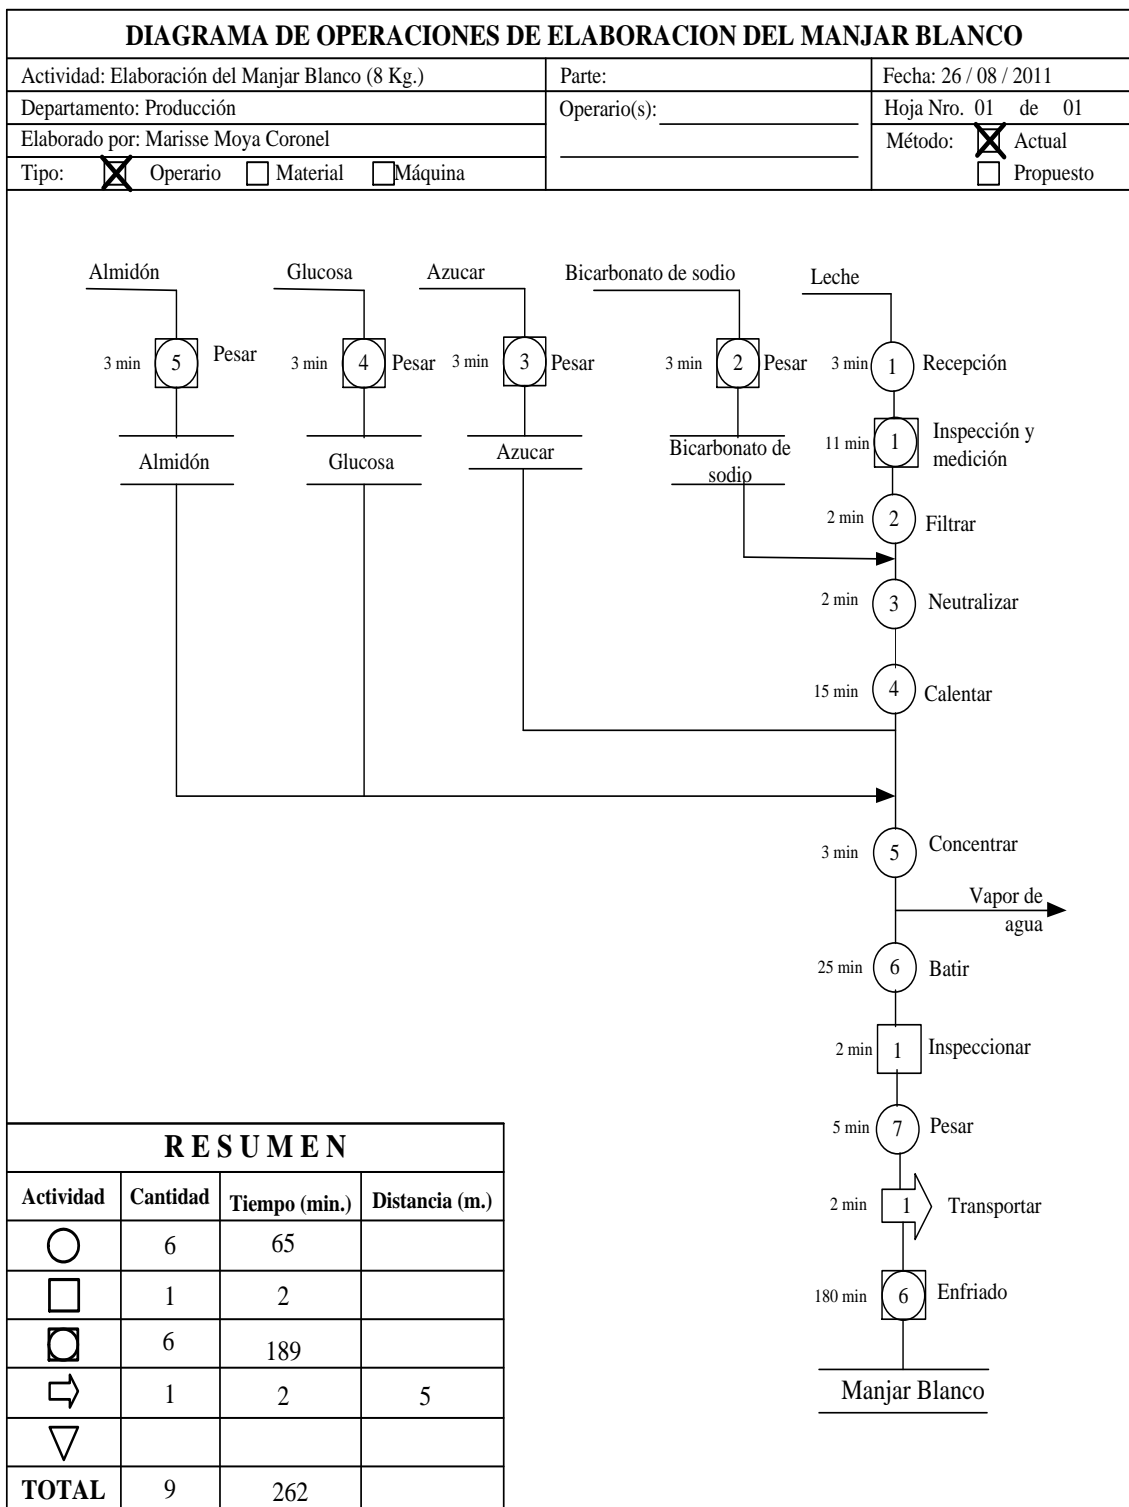 DIAGRAMA DE OPERACIONES DE ELABORACION DEL MANJAR BLANCO
Actividad: Elaboración del Manjar Blanco (8 Kg.)
Parte:
Fecha: 26 / 08 / 2011
Departamento: Producción
Operario(s):
Hoja Nro. 01 de 01
Elaborado por: Marisse Moya Coronel
Método: Actual
Tipo: Operario Material Máquina
Propuesto
Almidón
Glucosa
Azucar
Bicarbonato de sodio
Leche
3 min 5 Pesar
3 min 4 Pesar
3 min 3 Pesar
3 min 2 Pesar
3 min 1 Recepción
Almidón
Glucosa
Azucar
Bicarbonato de
sodio
11 min 1 Inspección y
medición
2 min 2 Filtrar
2 min 3 Neutralizar
15 min 4 Calentar
3 min 5 Concentrar
Vapor de
agua
25 min 6 Batir
2 min 1 Inspeccionar
5 min 7 Pesar
2 min 1 Transportar
180 min 6 Enfriado
Manjar Blanco
RESUMEN
Actividad Cantidad Tiempo (min.) Distancia (m.)
6 65
1 2
6 189
1 2 5
TOTAL 9 262